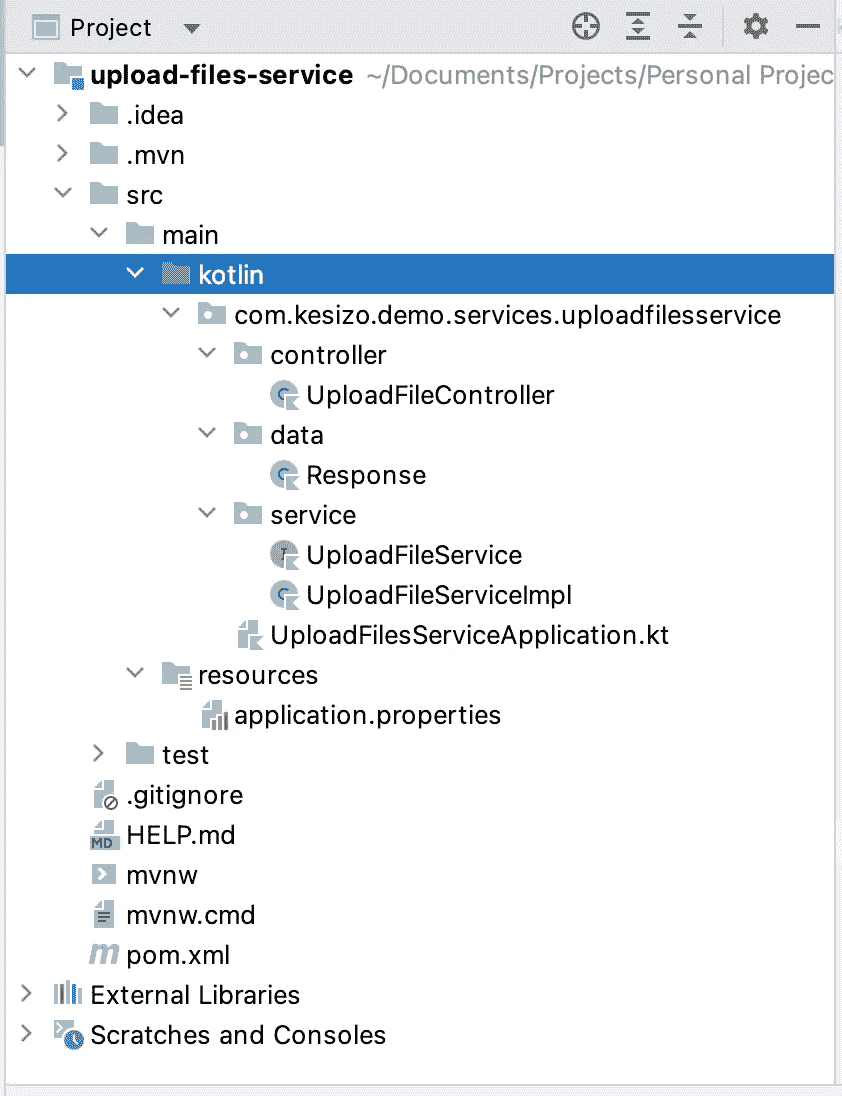 Project
upload-files-service ~/Documents/Projects/Personal Projec
.idea
.mvn
src
main
kotlin
com.kesizo.demo.services.uploadfilesservice
controller
UploadFileController
data
Response
service
UploadFileService
UploadFileServiceImpl
UploadFilesServiceApplication.kt
resources
application.properties
test
.gitignore
HELP.md
mvnw
mvnw.cmd
pom.xml
External Libraries
Scratches and Consoles